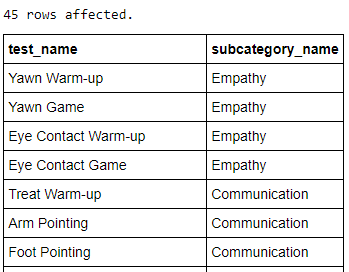 45 rows affected.
test_name subcategory_name
Yawn Warm-up Empathy
Yawn Game Empathy
Eye Contact Warm-up Empathy
Eye Contact Game Empathy
Treat Warm-up Communication
Arm Pointing Communication
Foot Pointing Communication